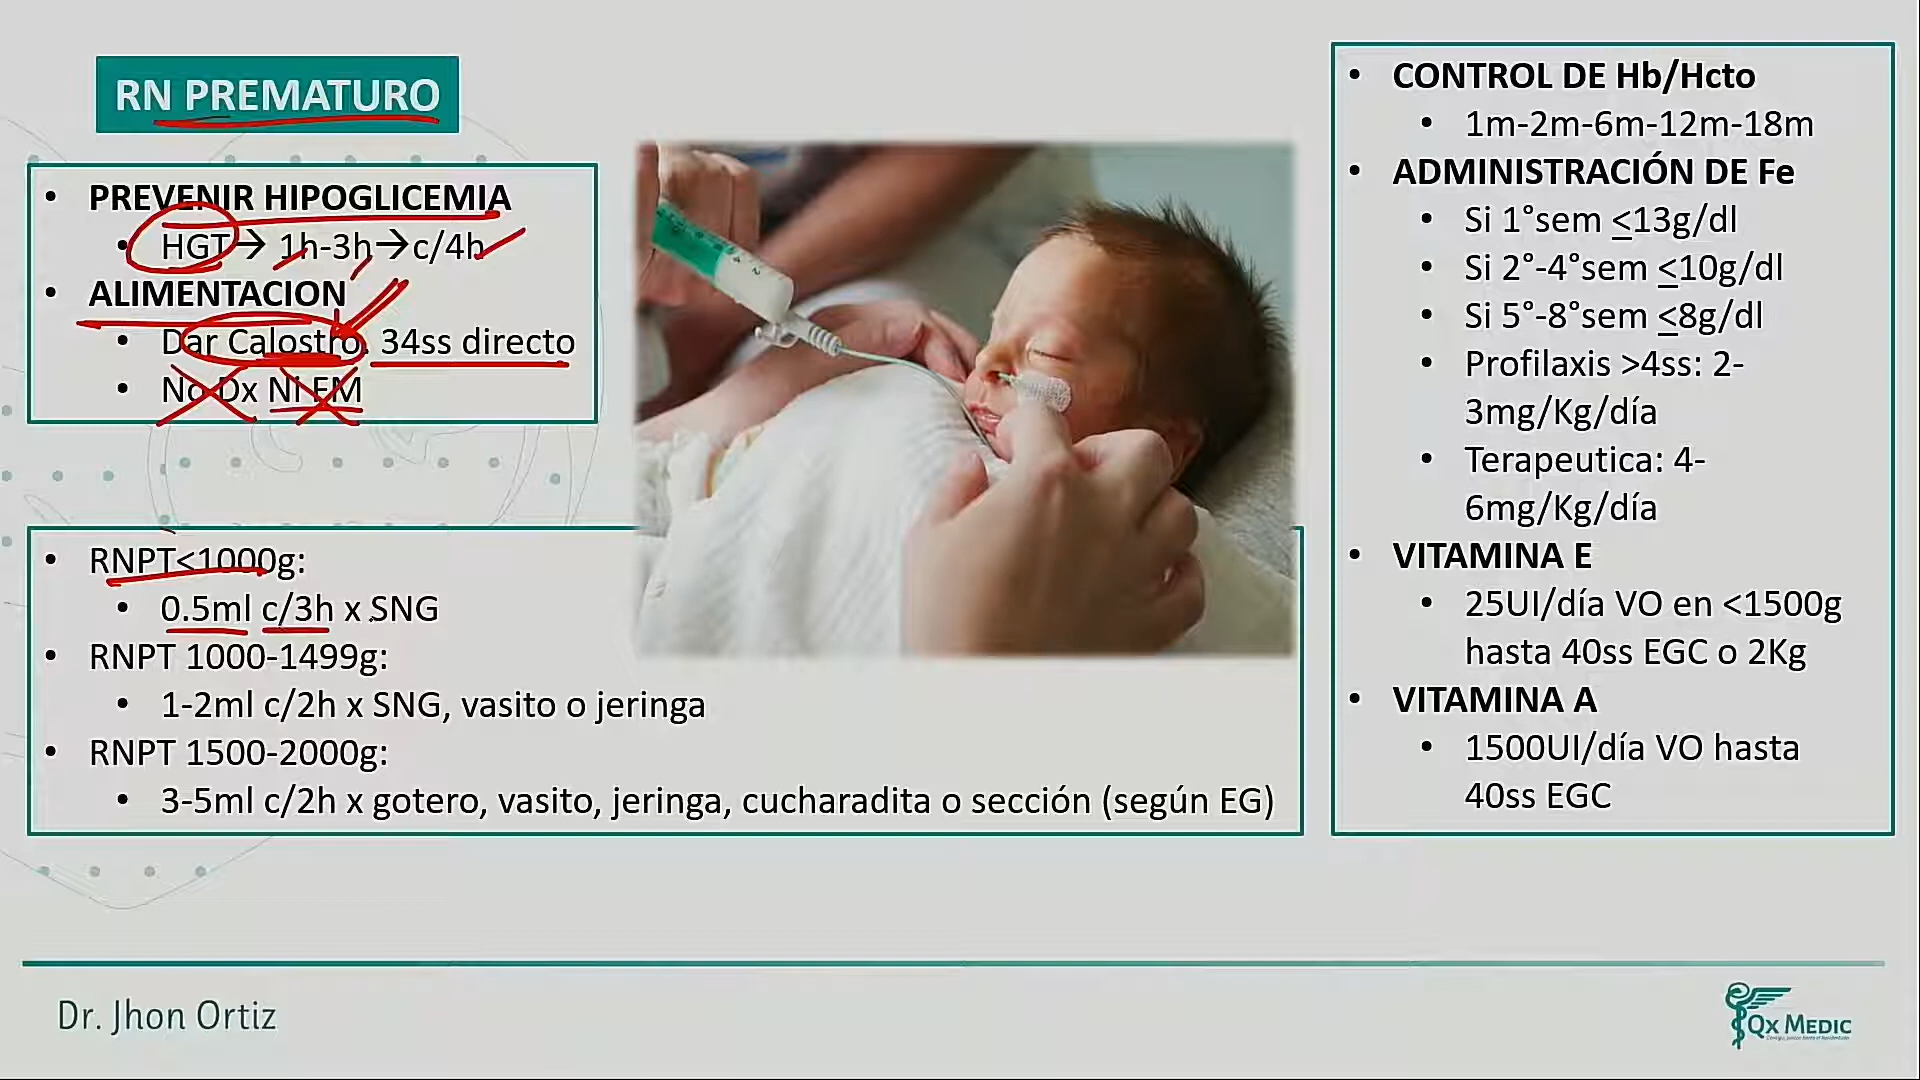 RN PREMATURO
• PREVENIR HIPOGLICEMIA
• HGT→ 1h-3h→c/4h
• ALIMENTACION
• Dar Calostro. 34ss directo
• No Dx Ni FM
• RNPT<1000g:
• 0.5ml c/3h x SNG
• RNPT 1000-1499g:
• 1-2ml c/2h x SNG, vasito o jeringa
• RNPT 1500-2000g:
• 3-5ml c/2h x gotero, vasito, jeringa, cucharadita o sección (según EG)
• CONTROL DE Hb/Hcto
• 1m-2m-6m-12m-18m
• ADMINISTRACIÓN DE Fe
• Si 1°sem ≤13g/dl
• Si 2°-4°sem ≤10g/dl
• Si 5°-8°sem ≤8g/dl
• Profilaxis >4ss: 2-
3mg/Kg/día
• Terapeutica: 4-
6mg/Kg/día
• VITAMINA E
• 25UI/día VO en <1500g
hasta 40ss EGC o 2Kg
• VITAMINA A
• 1500UI/día VO hasta
40ss EGC
Dr. Jhon Ortiz
QX MEDIC